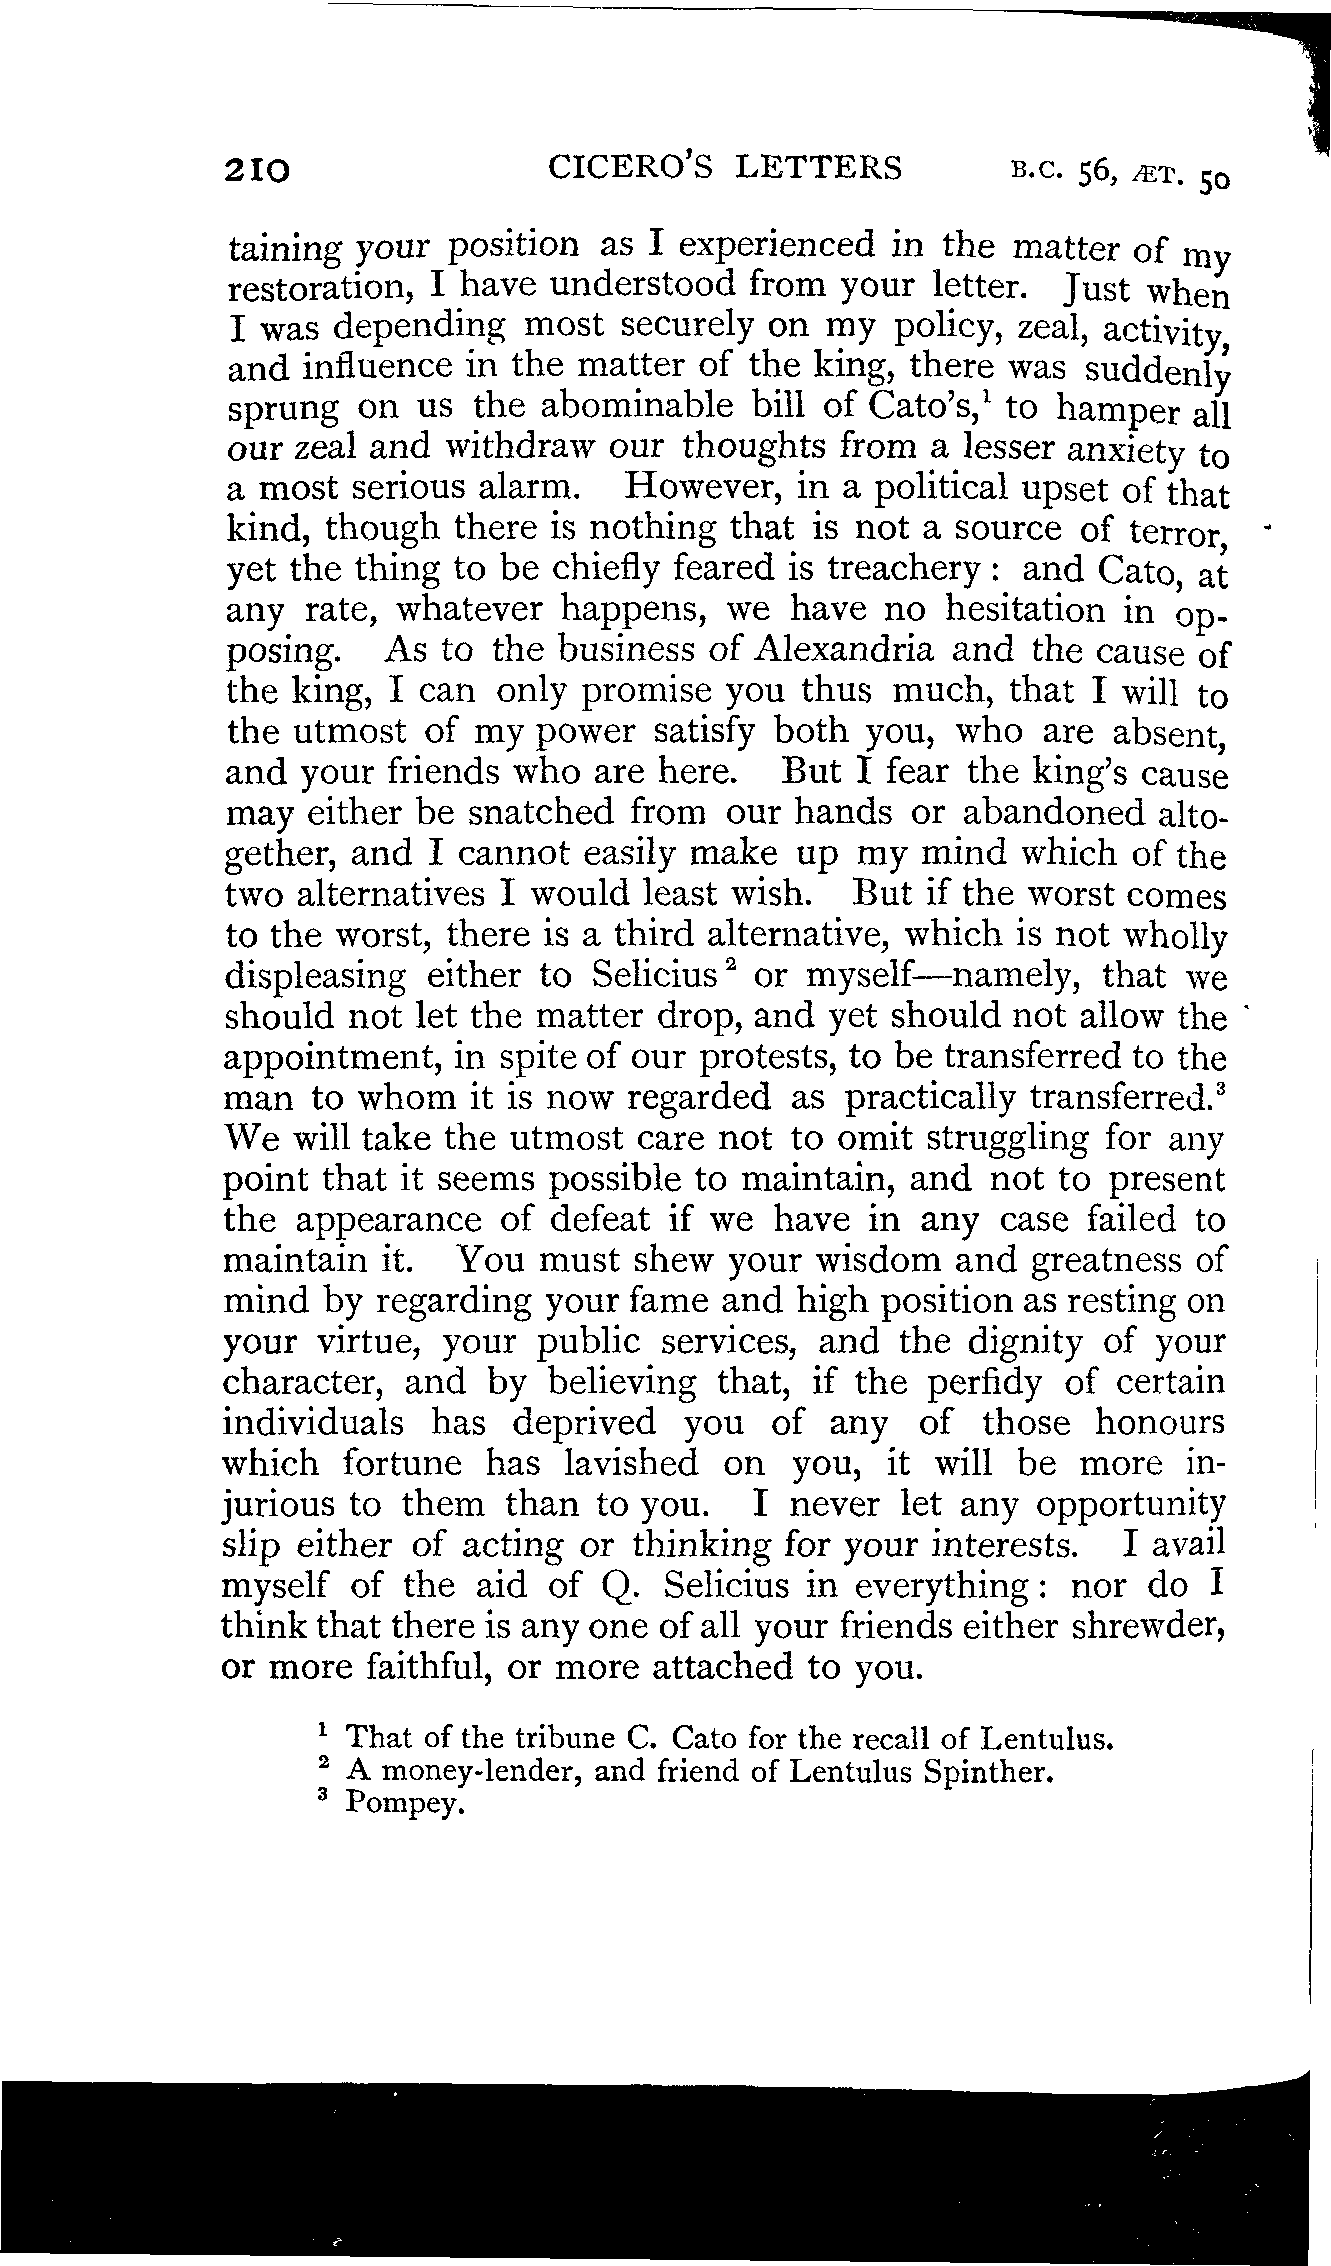 210 CICERO'S LETTERS B.C. 56, ÆT. 50
taining your position as I experienced in the matter of my
restoration, I have understood from your letter. Just when
I was depending most securely on my policy, zeal, activity,
and influence in the matter of the king, there was suddenly
sprung on us the abominable bill of Cato's,¹ to hamper all
our zeal and withdraw our thoughts from a lesser anxiety to
a most serious alarm. However, in a political upset of that
kind, though there is nothing that is not a source of terror,
yet the thing to be chiefly feared is treachery : and Cato, at
any rate, whatever happens, we have no hesitation in op-
posing. As to the business of Alexandria and the cause of
the king, I can only promise you thus much, that I will to
the utmost of my power satisfy both you, who are absent,
and your friends who are here. But I fear the king's cause
may either be snatched from our hands or abandoned alto-
gether, and I cannot easily make up my mind which of the
two alternatives I would least wish. But if the worst comes
to the worst, there is a third alternative, which is not wholly
displeasing either to Selicius² or myself—namely, that we
should not let the matter drop, and yet should not allow the
appointment, in spite of our protests, to be transferred to the
man to whom it is now regarded as practically transferred.³
We will take the utmost care not to omit struggling for any
point that it seems possible to maintain, and not to present
the appearance of defeat if we have in any case failed to
maintain it. You must shew your wisdom and greatness of
mind by regarding your fame and high position as resting on
your virtue, your public services, and the dignity of your
character, and by believing that, if the perfidy of certain
individuals has deprived you of any of those honours
which fortune has lavished on you, it will be more in-
jurious to them than to you. I never let any opportunity
slip either of acting or thinking for your interests. I avail
myself of the aid of Q. Selicius in everything : nor do I
think that there is any one of all your friends either shrewder,
or more faithful, or more attached to you.
¹ That of the tribune C. Cato for the recall of Lentulus.
² A money-lender, and friend of Lentulus Spinther.
³ Pompey.